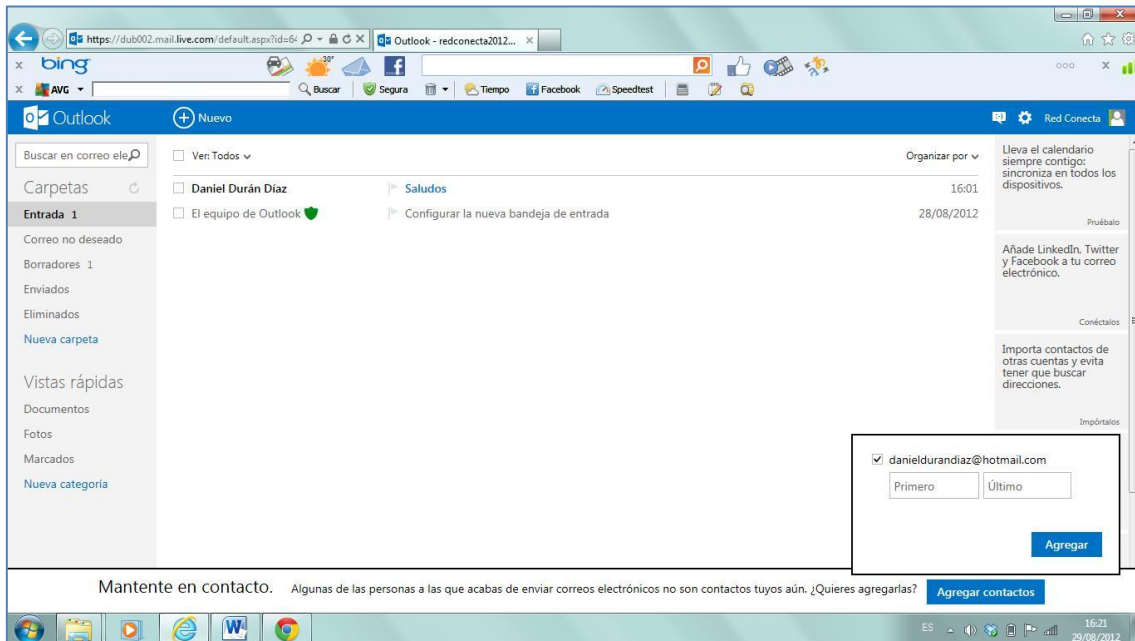 https://dub002.mail.live.com/default.aspx?id=64
Outlook - redconecta2012...
bing
30°
AVG
Buscar
Segura
Tiempo
Facebook
Speedtest
Outlook
Nuevo
Red Conecta
Buscar en correo ele
Ver: Todos
Organizar por
Carpetas
Daniel Durán Díaz Saludos 16:01
El equipo de Outlook Configurar la nueva bandeja de entrada 28/08/2012
Entrada 1
Correo no deseado
Borradores 1
Enviados
Eliminados
Nueva carpeta
Vistas rápidas
Documentos
Fotos
Marcados
Nueva categoría
Lleva el calendario
siempre contigo:
sincroniza en todos los
dispositivos.
Pruébalo
Añade LinkedIn, Twitter
y Facebook a tu correo
electrónico.
Conéctalos
Importa contactos de
otras cuentas y evita
tener que buscar
direcciones.
Impórtalos
danieldurandiaz@hotmail.com
Primero Último
Agregar
Mantente en contacto. Algunas de las personas a las que acabas de enviar correos electrónicos no son contactos tuyos aún. ¿Quieres agregarlas? Agregar contactos
ES
16:21
29/08/2012